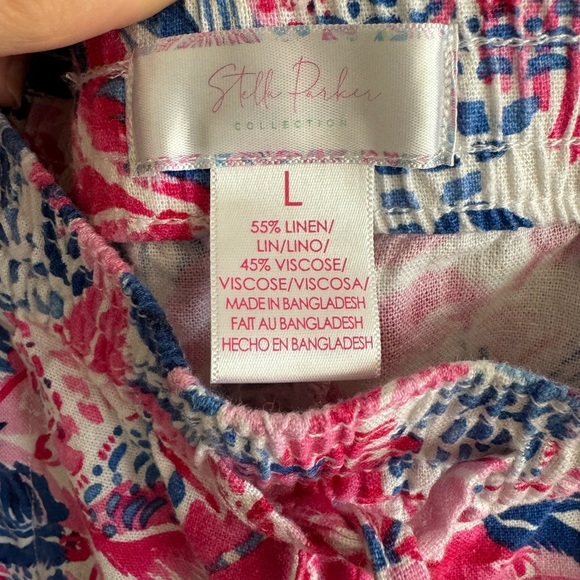 Stella Parker
COLLECTION
L
55% LINEN/
LIN/LINO/
45% VISCOSE/
VISCOSE/VISCOSA/
MADE IN BANGLADESH
FAIT AU BANGLADESH
HECHO EN BANGLADESH